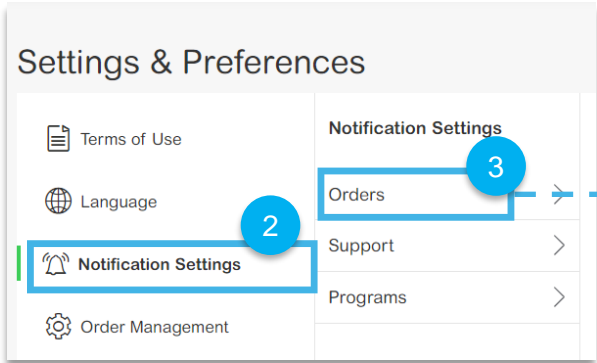 Settings & Preferences
Terms of Use
Language
2
Notification Settings
Order Management
Notification Settings
3
Orders
Support
Programs